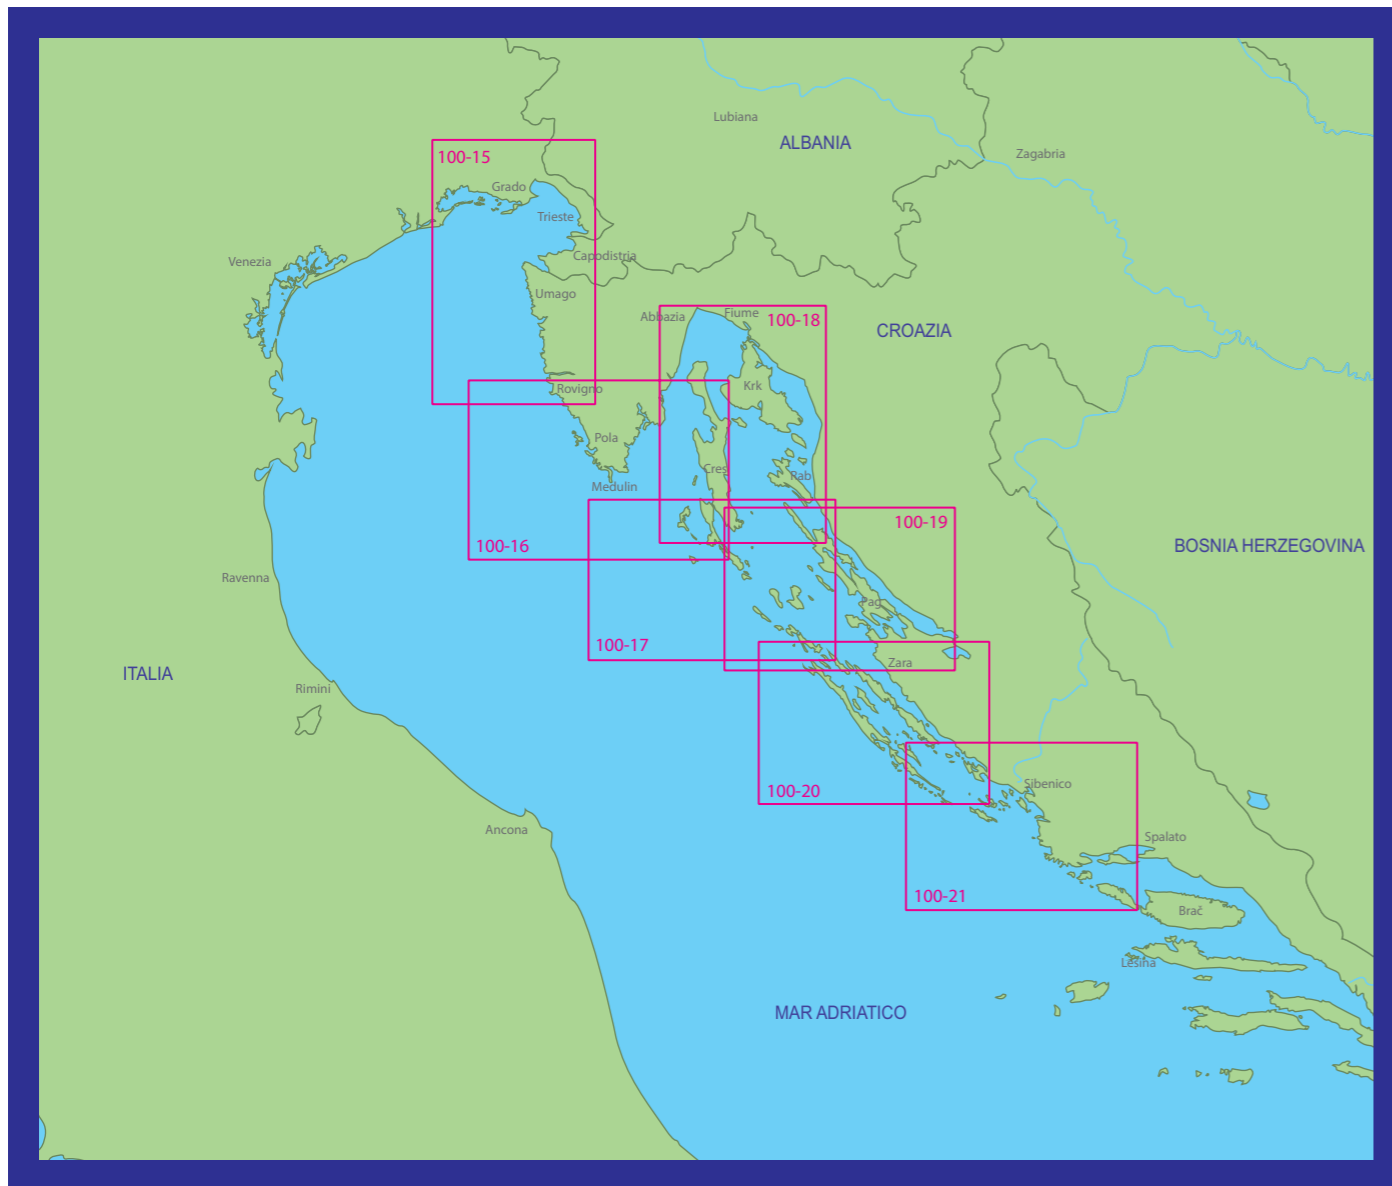 Lubiana
ALBANIA
Zagabria
100-15
Grado
Trieste
Capodistria
Venezia
Umago
Abbazia
Fiume
100-18
CROAZIA
Rovigno
Krk
Pola
Cres
Rab
Medulin
100-19
100-16
BOSNIA HERZEGOVINA
Ravenna
Pag
100-17
Zara
ITALIA
Rimini
100-20
Sibenico
Ancona
Spalato
100-21
Brač
Lesina
MAR ADRIATICO